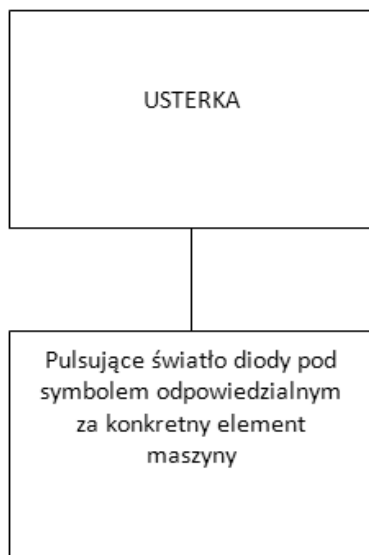 USTERKA
Pulsujące światło diody pod
symbolem odpowiedzialnym
za konkretny element
maszyny